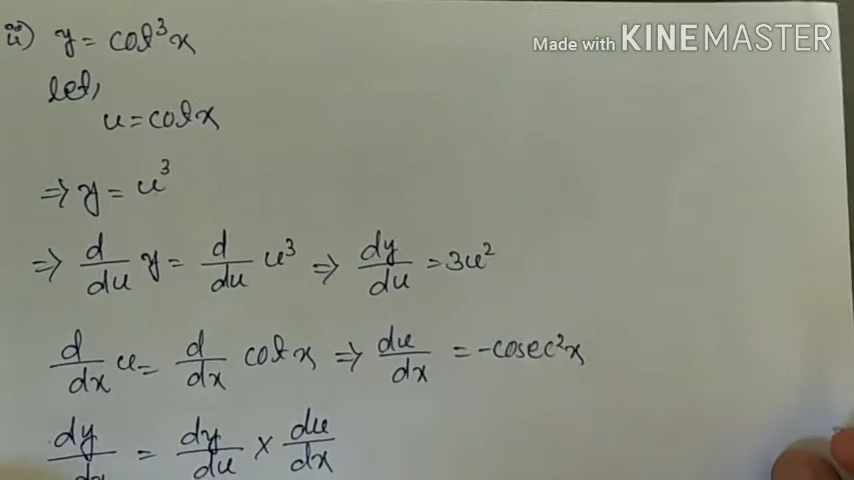 ii) y = cot³x
Made with KINEMASTER
let,
u = cotx
⇒ y = u³
⇒ d/du y = d/du u³ ⇒ dy/du = 3u²
d/dx u = d/dx cotx ⇒ du/dx = -cosec²x
dy/dx = dy/du × du/dx